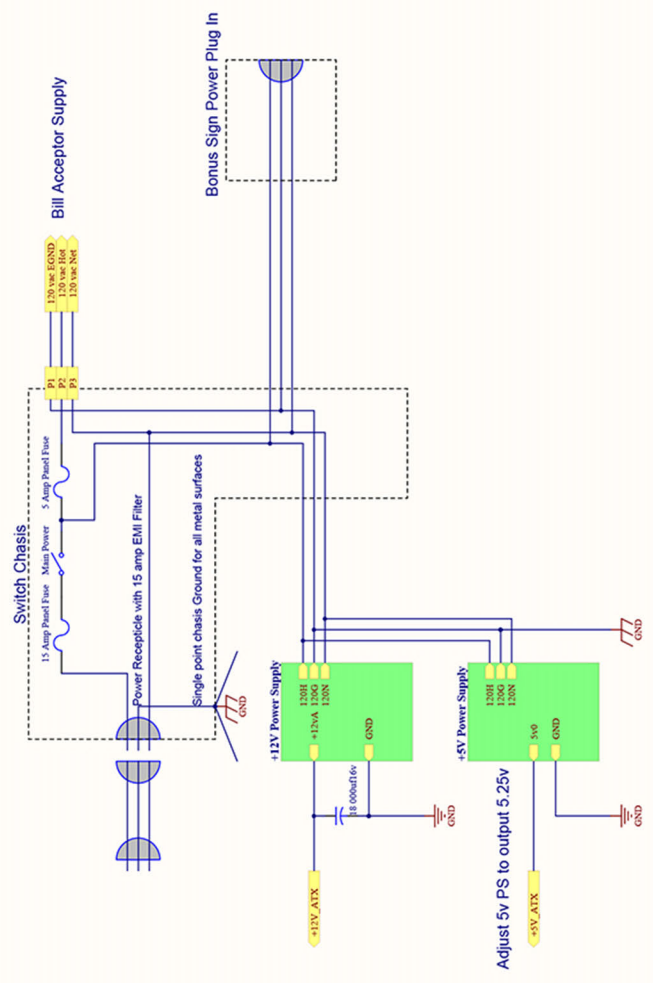 Bill Acceptor Supply
Bonus Sign Power Plug In
120 vac EGND
120 vac Hot
120 vac Net
P1
P2
P3
Switch Chasis
15 Amp Panel Fuse
Main Power
5 Amp Panel Fuse
Power Recepticle with 15 amp EMI Filter
Single point chasis Ground for all metal surfaces
GND
+12V Power Supply
120H
120G
120N
+12vA
GND
18 000uf16v
GND
+12V_ATX
+5V Power Supply
120H
120G
120N
5v0
GND
GND
GND
+5V_ATX
Adjust 5v PS to output 5.25v